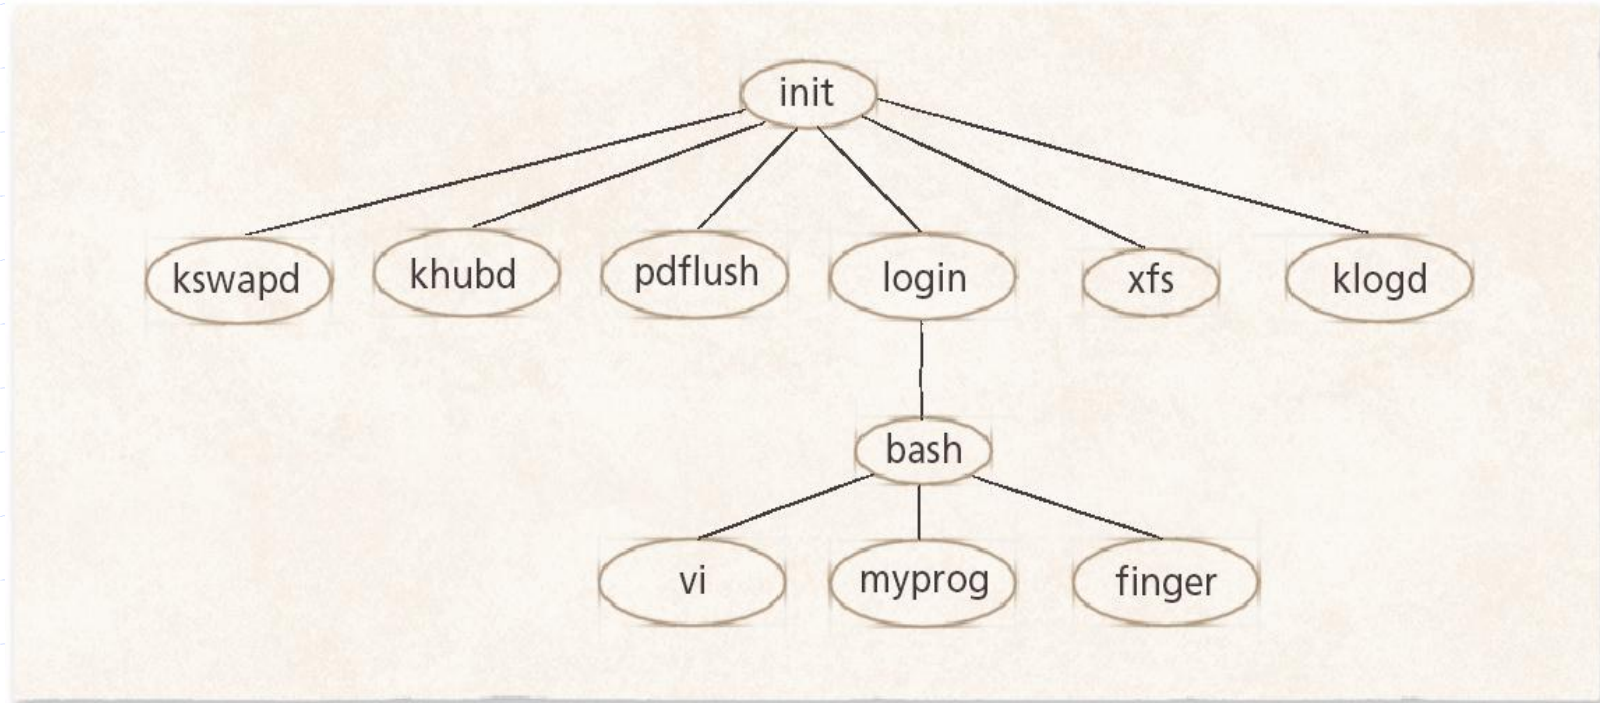 init
kswapd
khubd
pdflush
login
xfs
klogd
bash
vi
myprog
finger